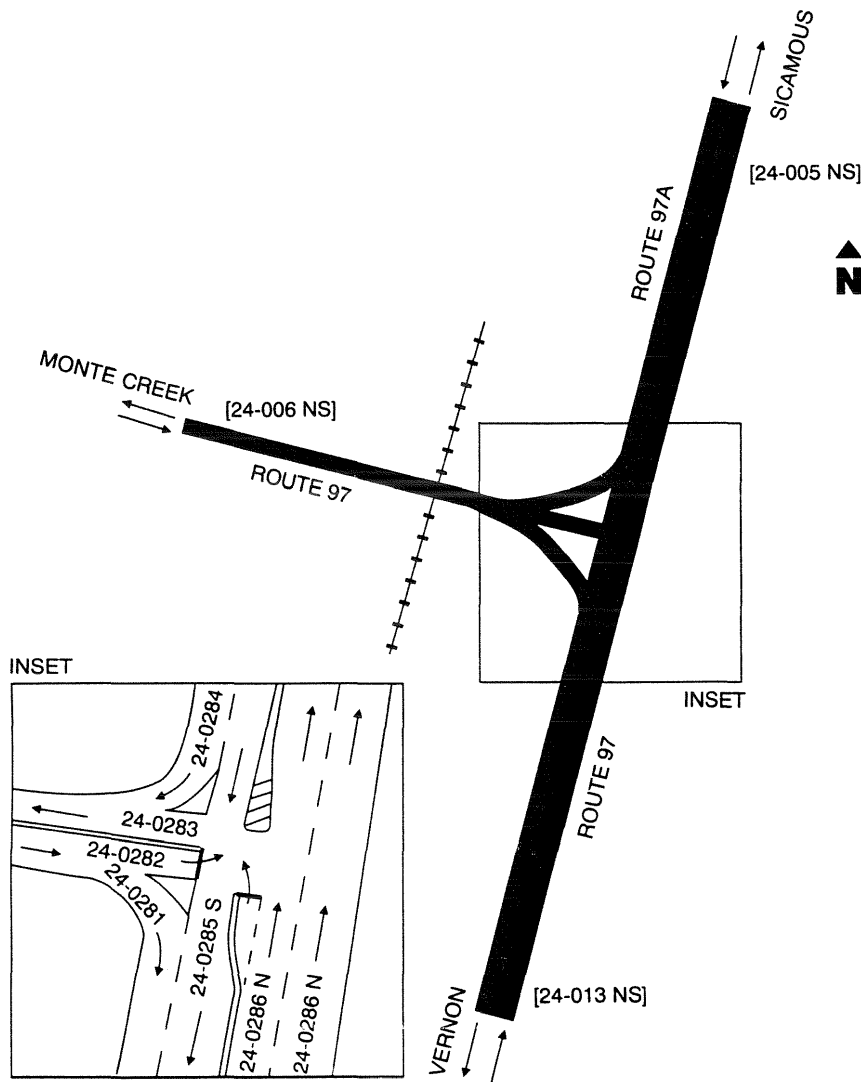 SICAMOUS
[24-005 NS]
ROUTE 97A
N
MONTE CREEK
[24-006 NS]
ROUTE 97
INSET
INSET
ROUTE 97
24-0284
24-0283
24-0282
24-0281
24-0285 S
24-0286 N
24-0286 N
VERNON
[24-013 NS]